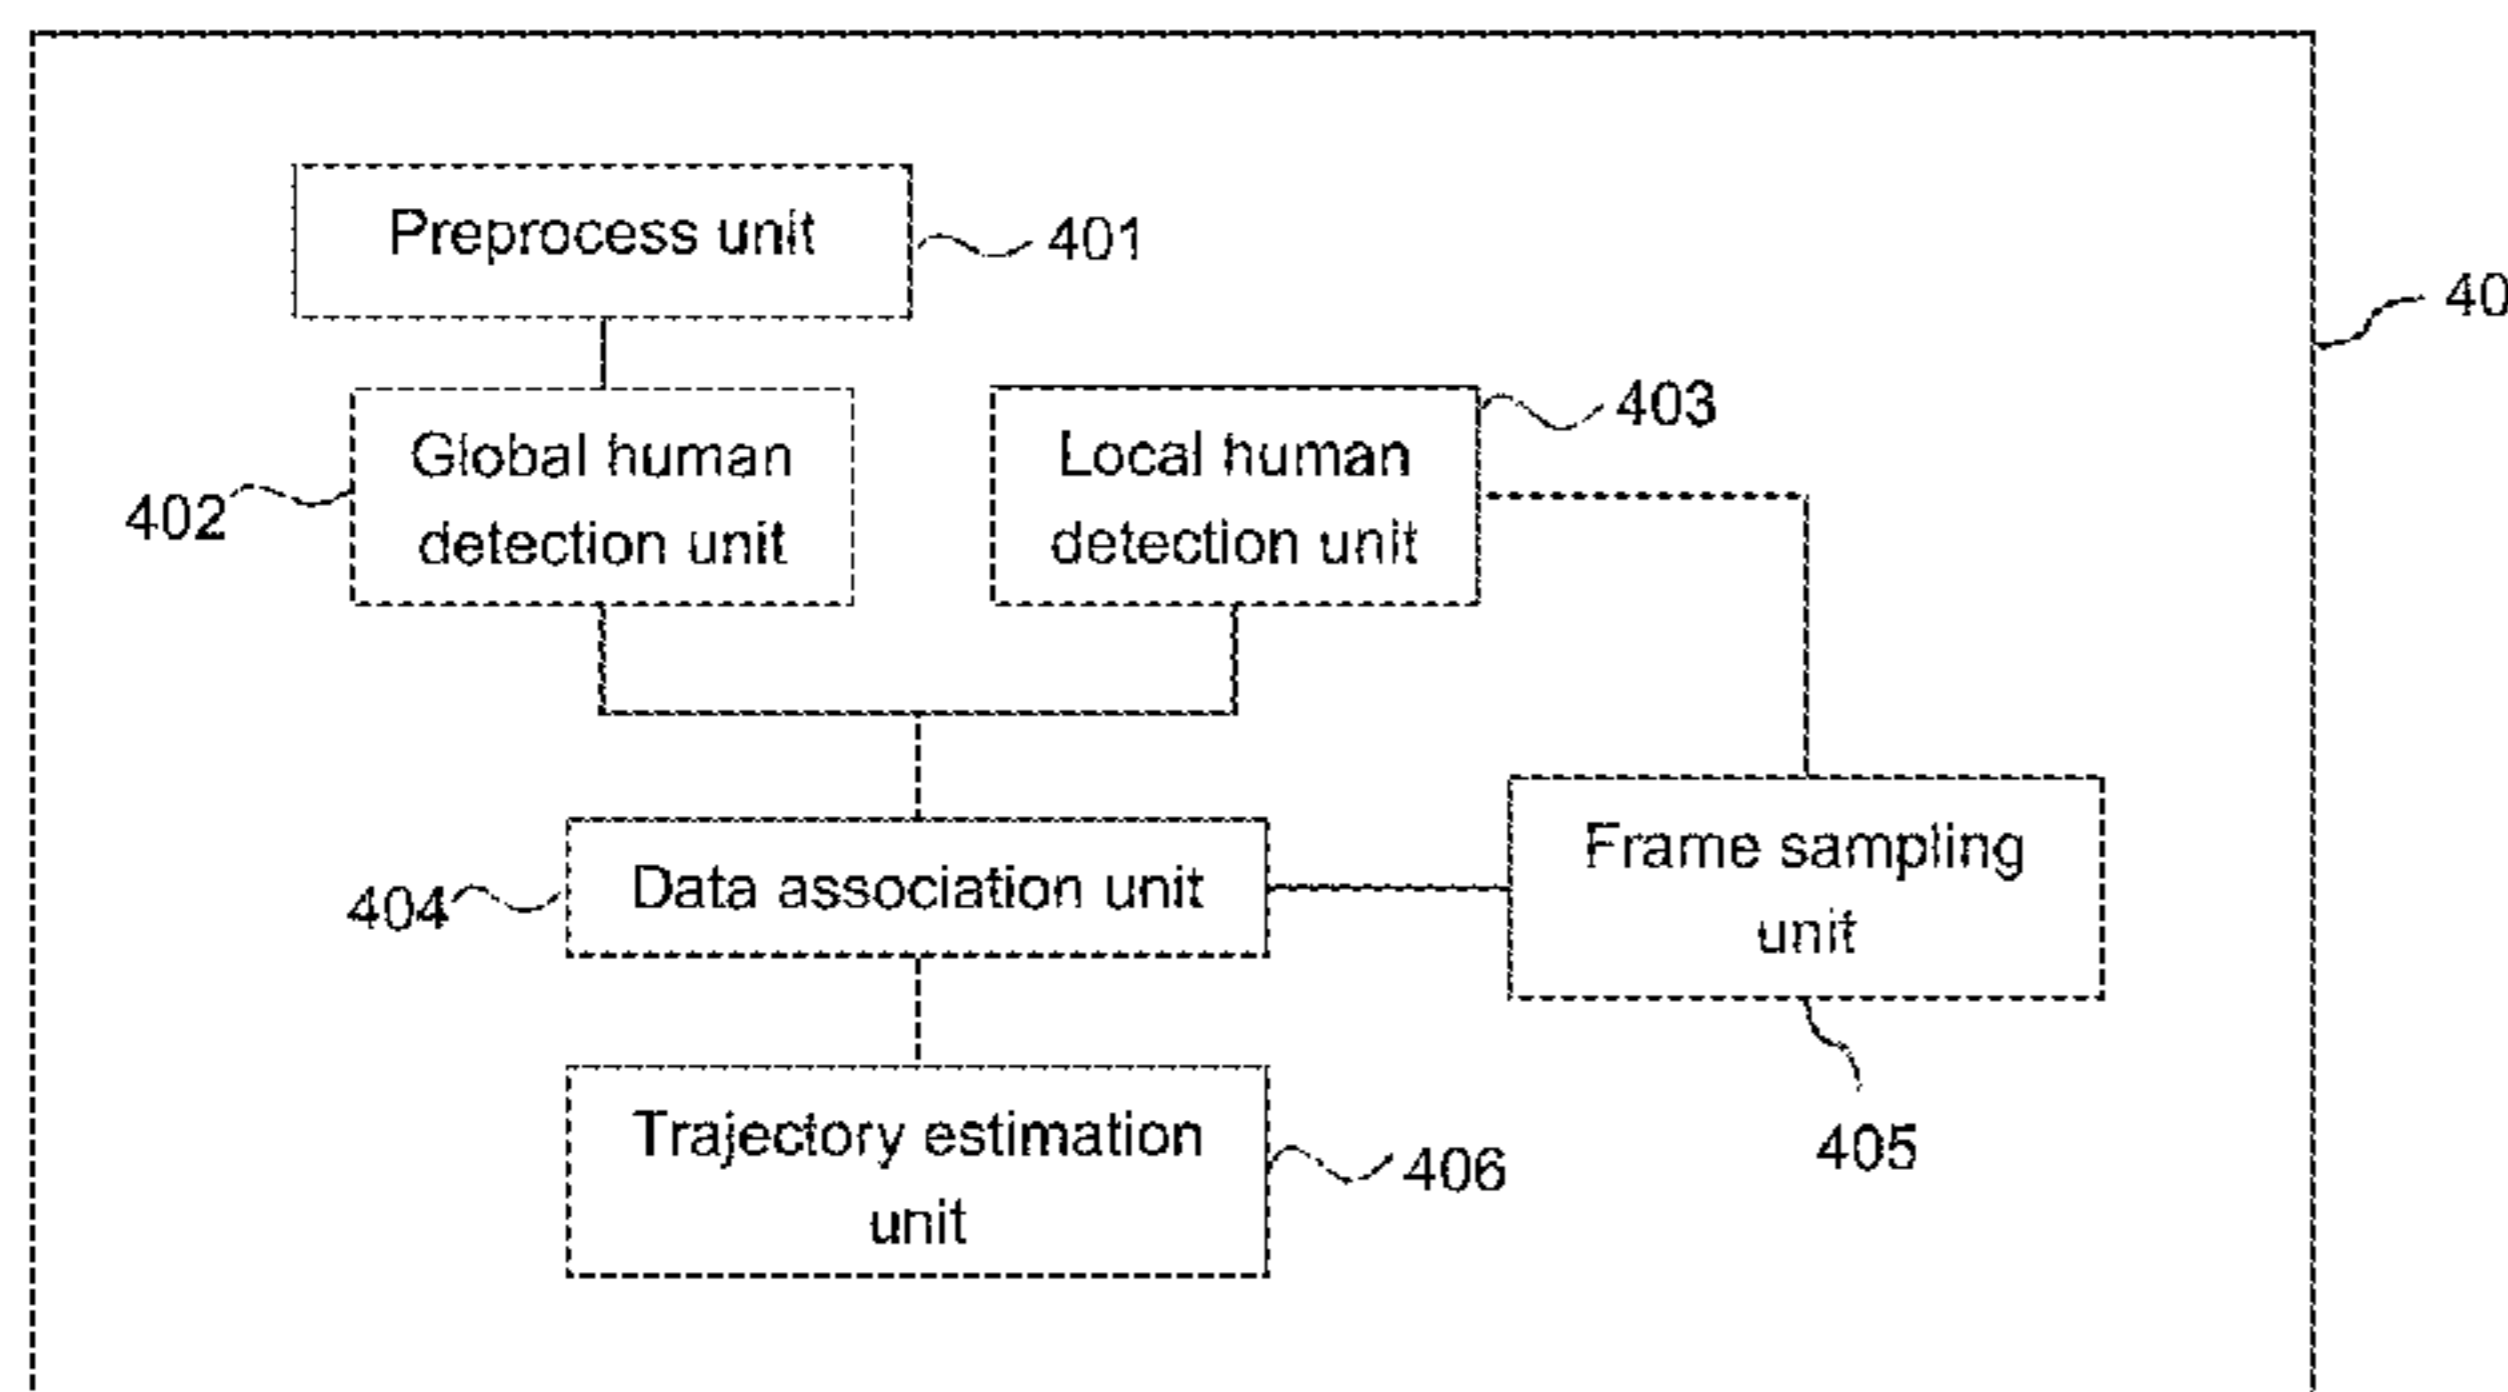 Preprocess unit
401
40
Global human
detection unit
402
Local human
detection unit
403
Data association unit
404
Frame sampling
unit
405
Trajectory estimation
unit
406